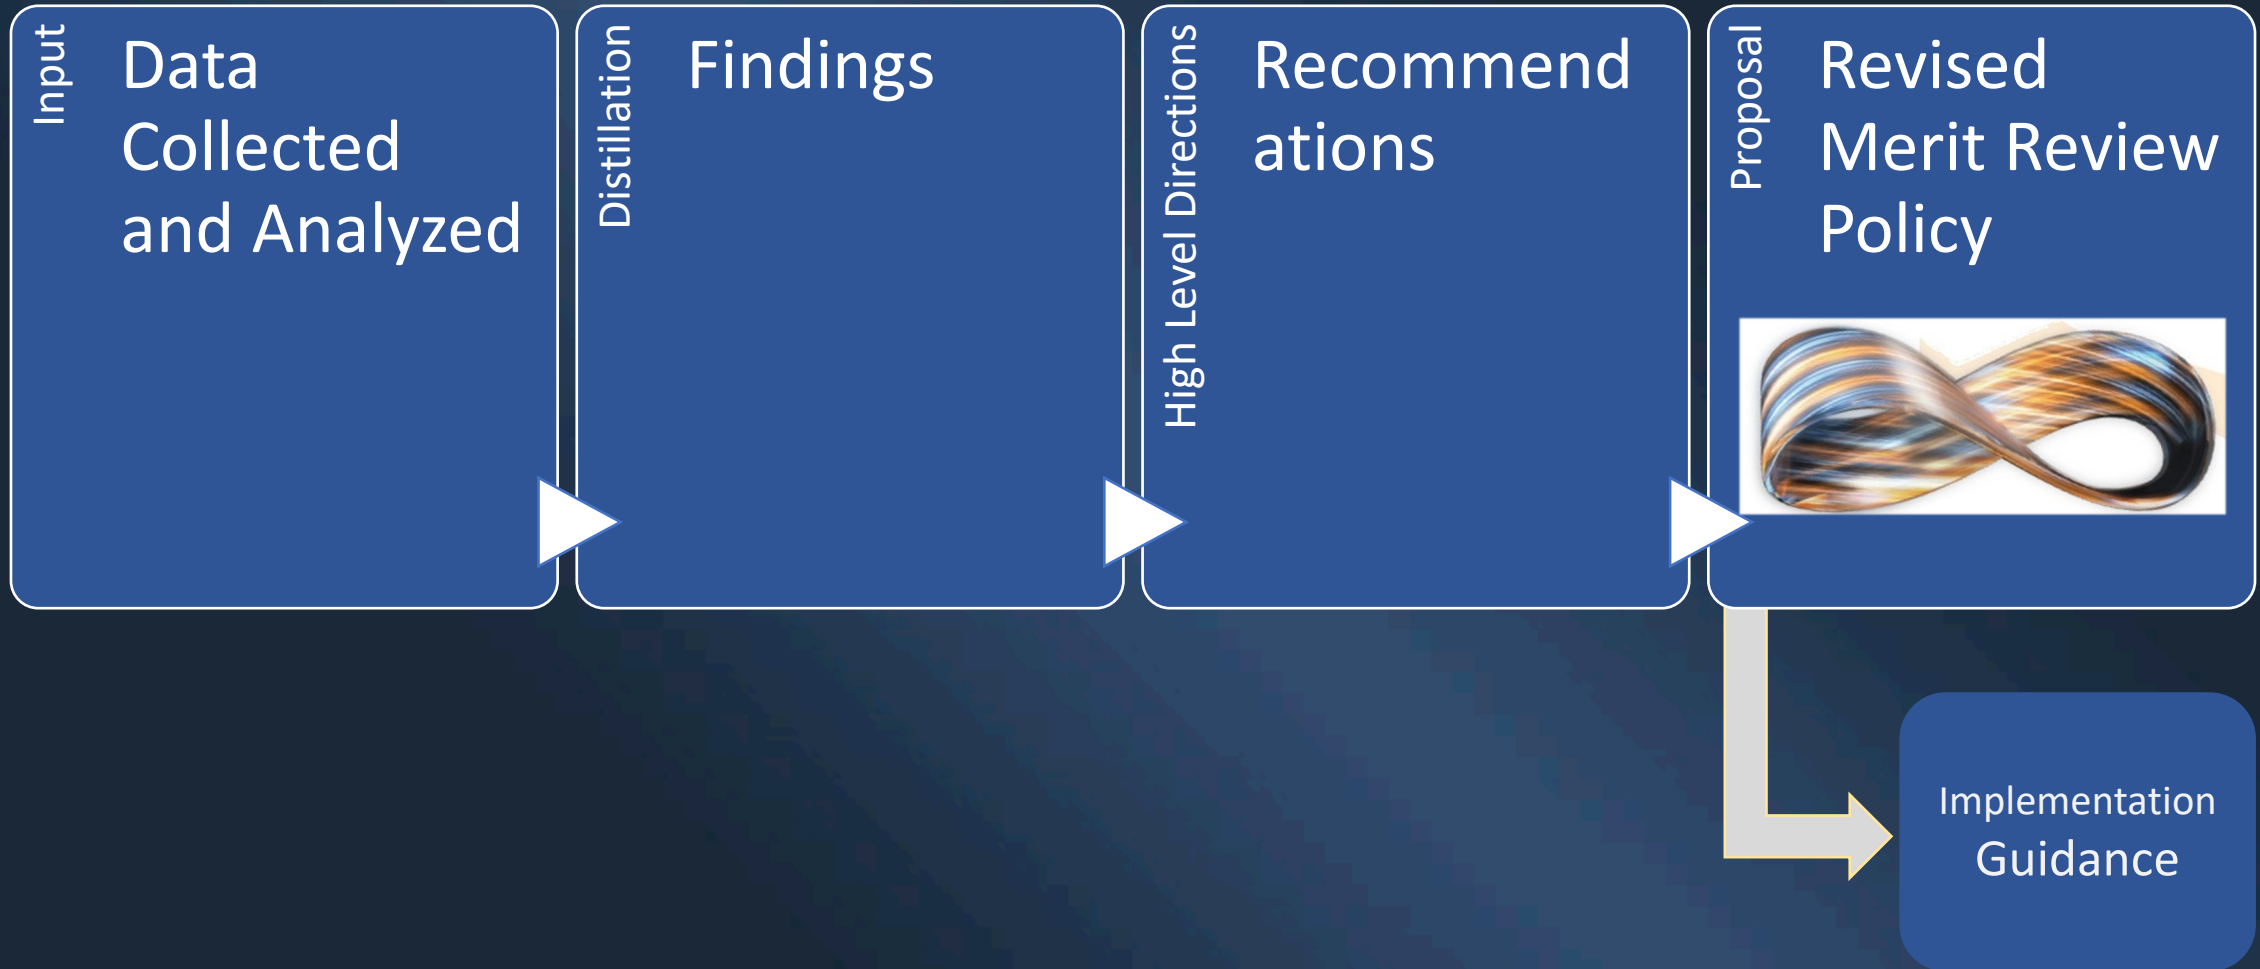 Input
Data
Collected
and Analyzed
Distillation
Findings
High Level Directions
Recommend
ations
Proposal
Revised
Merit Review
Policy
Implementation
Guidance